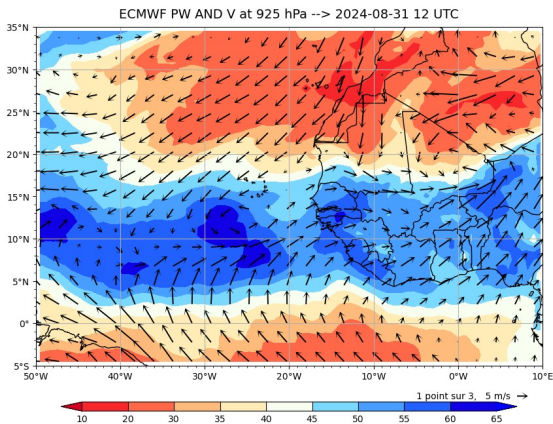 ECMWF PW AND V at 925 hPa --> 2024-08-31 12 UTC
35°N
30°N
25°N
20°N
15°N
10°N
5°N
0°
5°S
50°W 40°W 30°W 20°W 10°W 0°W 10°E
1 point sur 3, 5 m/s
10 20 30 35 40 45 50 55 60 65